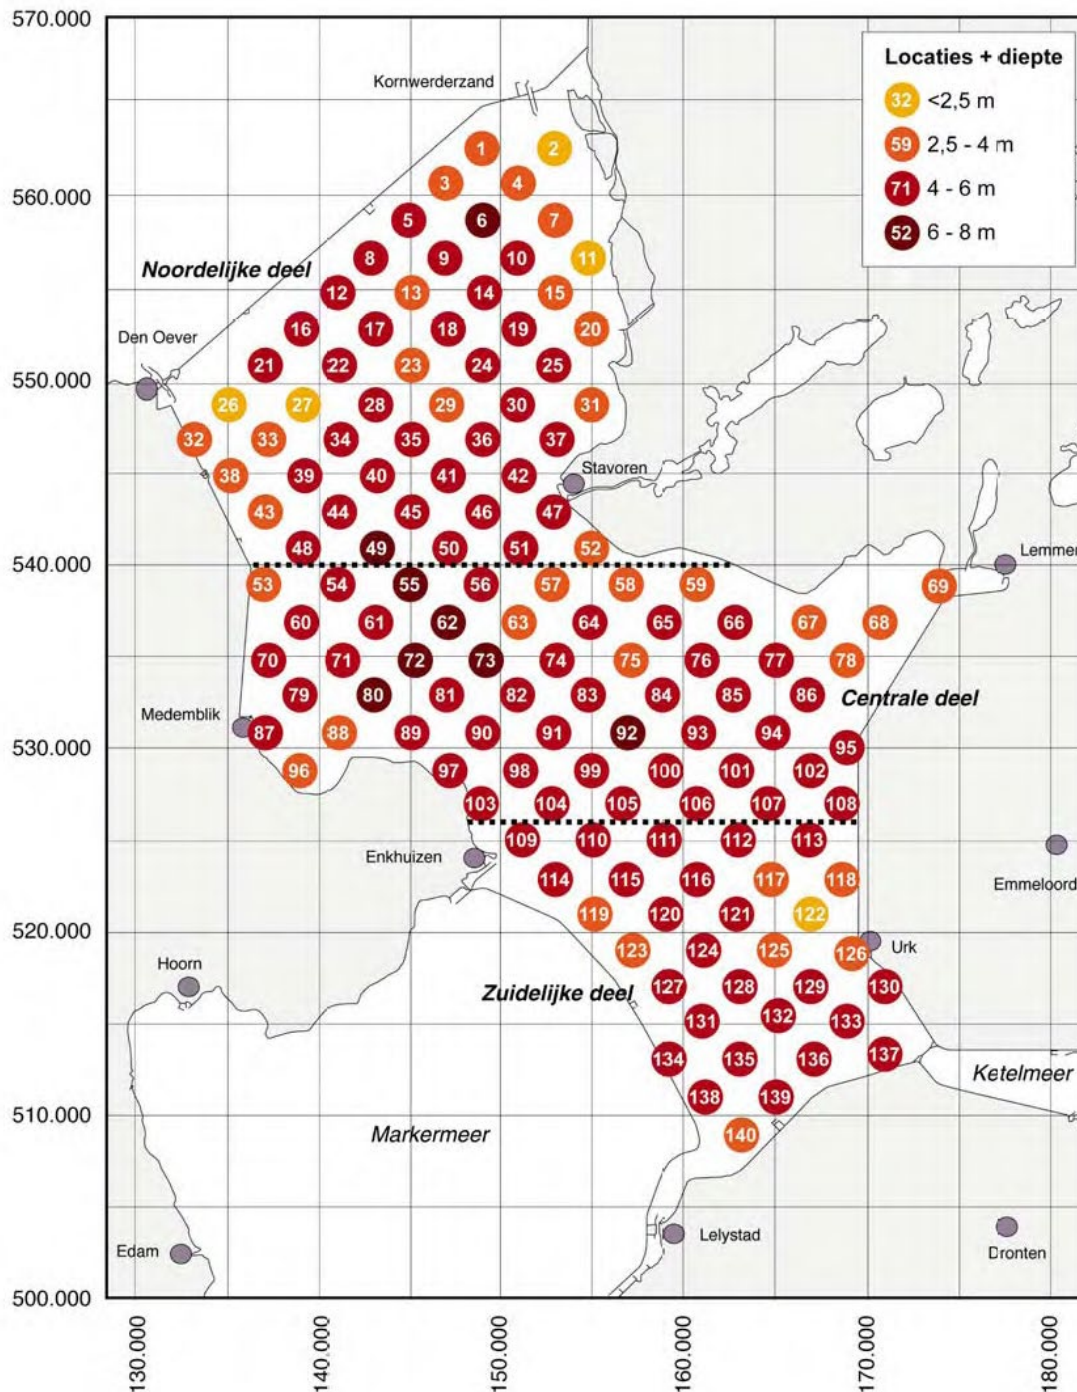 570.000
Kornwerderzand
Locaties + diepte
32 <2,5 m
59 2,5 - 4 m
71 4 - 6 m
52 6 - 8 m
1 2
3 4
560.000
5 6 7
8 9 10 11
Noordelijke deel
12 13 14 15
16 17 18 19 20
Den Oever
21 22 23 24 25
550.000
26 27 28 29 30 31
32 33 34 35 36 37
Stavoren
38 39 40 41 42
43 44 45 46 47
48 49 50 51 52
540.000
Lemmer
53 54 55 56 57 58 59 69
60 61 62 63 64 65 66 67 68
70 71 72 73 74 75 76 77 78
79 80 81 82 83 84 85 86
Centrale deel
Medemblik
87 88 89 90 91 92 93 94 95
530.000
96 97 98 99 100 101 102
103 104 105 106 107 108
109 110 111 112 113
Enkhuizen
114 115 116 117 118
Emmeloord
119 120 121 122
520.000
123 124 125 126
Urk
Hoorn
Zuidelijke deel
127 128 129 130
131 132 133
134 135 136 137
Ketelmeer
138 139
510.000
Markermeer
140
Lelystad
Edam
Dronten
500.000
130.000
140.000
150.000
160.000
170.000
180.000